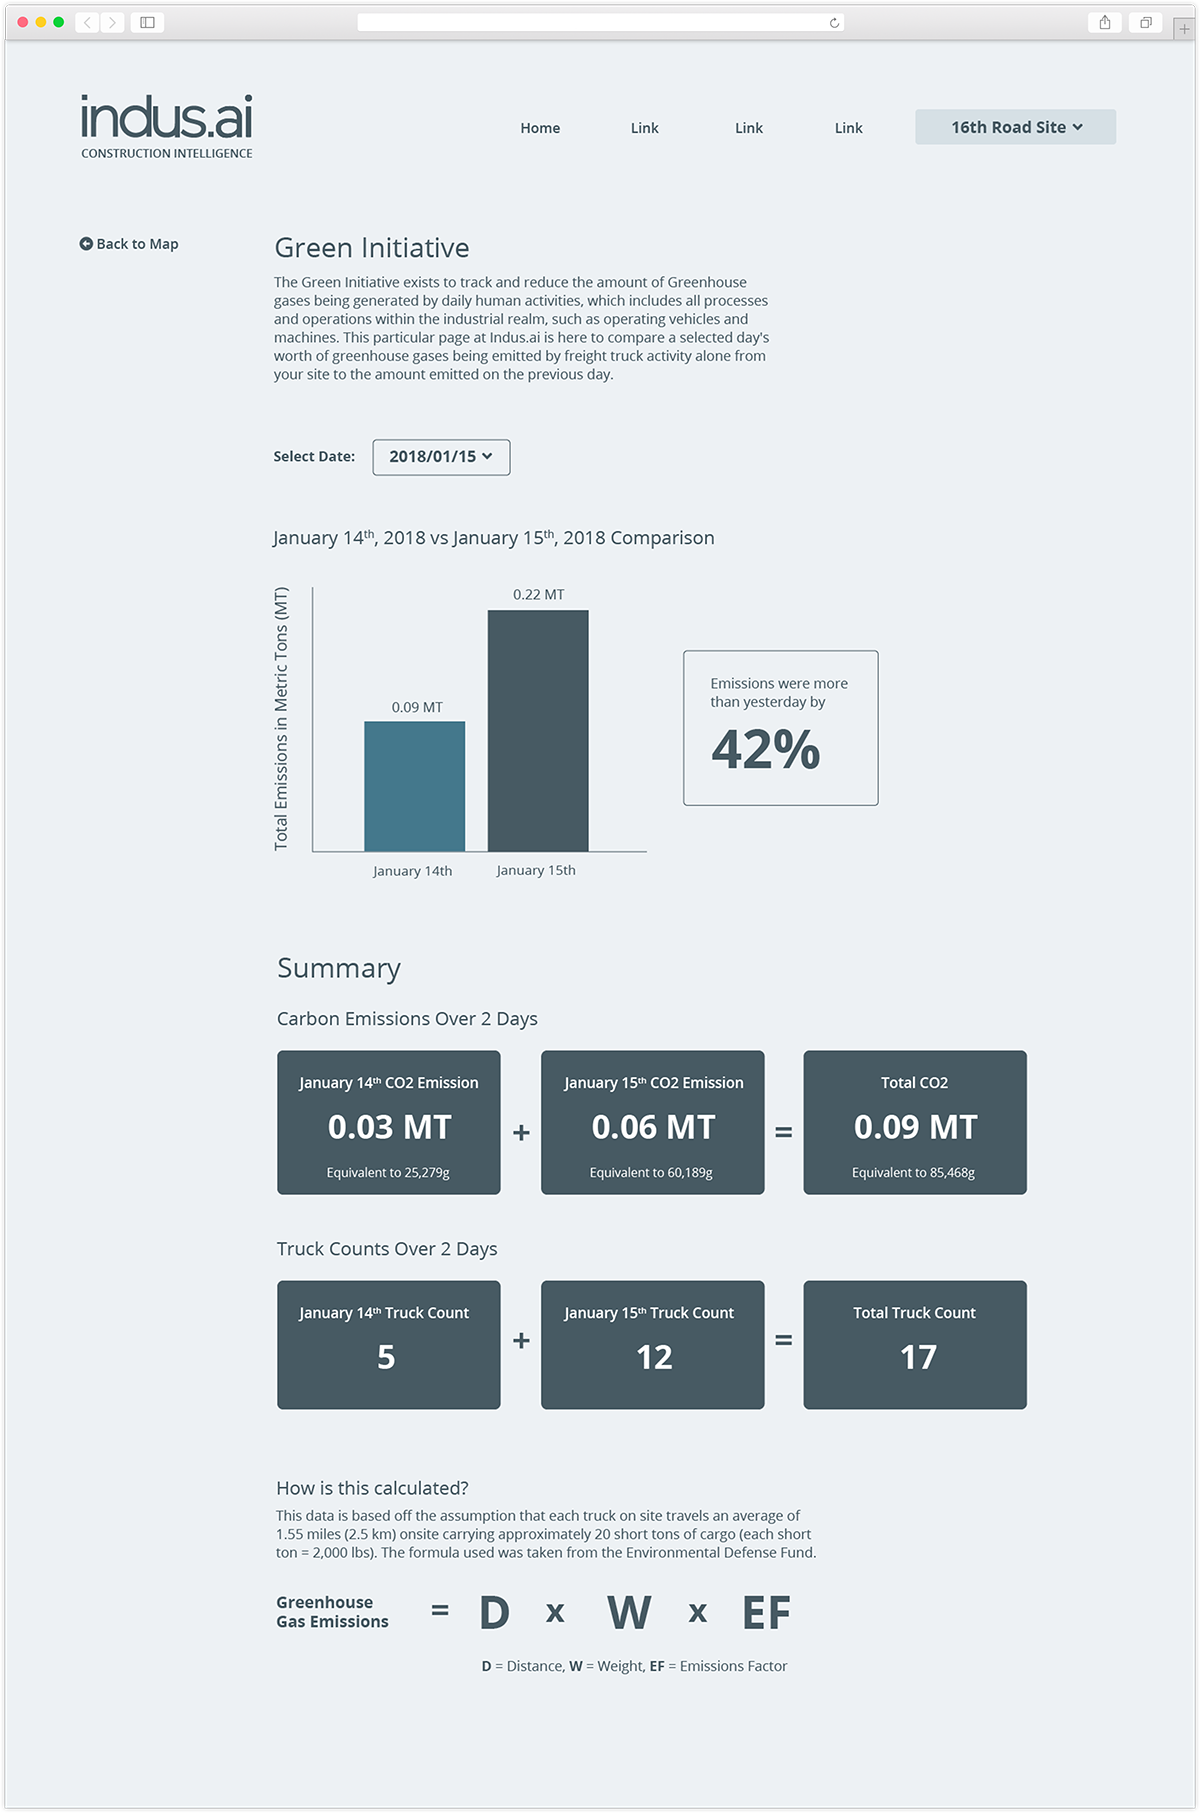 indus.ai
CONSTRUCTION INTELLIGENCE
Home
Link
Link
Link
16th Road Site
Back to Map
Green Initiative
The Green Initiative exists to track and reduce the amount of Greenhouse
gases being generated by daily human activities, which includes all processes
and operations within the industrial realm, such as operating vehicles and
machines. This particular page at Indus.ai is here to compare a selected day's
worth of greenhouse gases being emitted by freight truck activity alone from
your site to the amount emitted on the previous day.
Select Date:
2018/01/15
January 14th, 2018 vs January 15th, 2018 Comparison
Total Emissions in Metric Tons (MT)
0.09 MT
0.22 MT
January 14th
January 15th
Emissions were more
than yesterday by
42%
Summary
Carbon Emissions Over 2 Days
January 14th CO2 Emission
0.03 MT
Equivalent to 25,279g
+
January 15th CO2 Emission
0.06 MT
Equivalent to 60,189g
=
Total CO2
0.09 MT
Equivalent to 85,468g
Truck Counts Over 2 Days
January 14th Truck Count
5
+
January 15th Truck Count
12
=
Total Truck Count
17
How is this calculated?
This data is based off the assumption that each truck on site travels an average of
1.55 miles (2.5 km) onsite carrying approximately 20 short tons of cargo (each short
ton = 2,000 lbs). The formula used was taken from the Environmental Defense Fund.
Greenhouse
Gas Emissions
= D x W x EF
D = Distance, W = Weight, EF = Emissions Factor